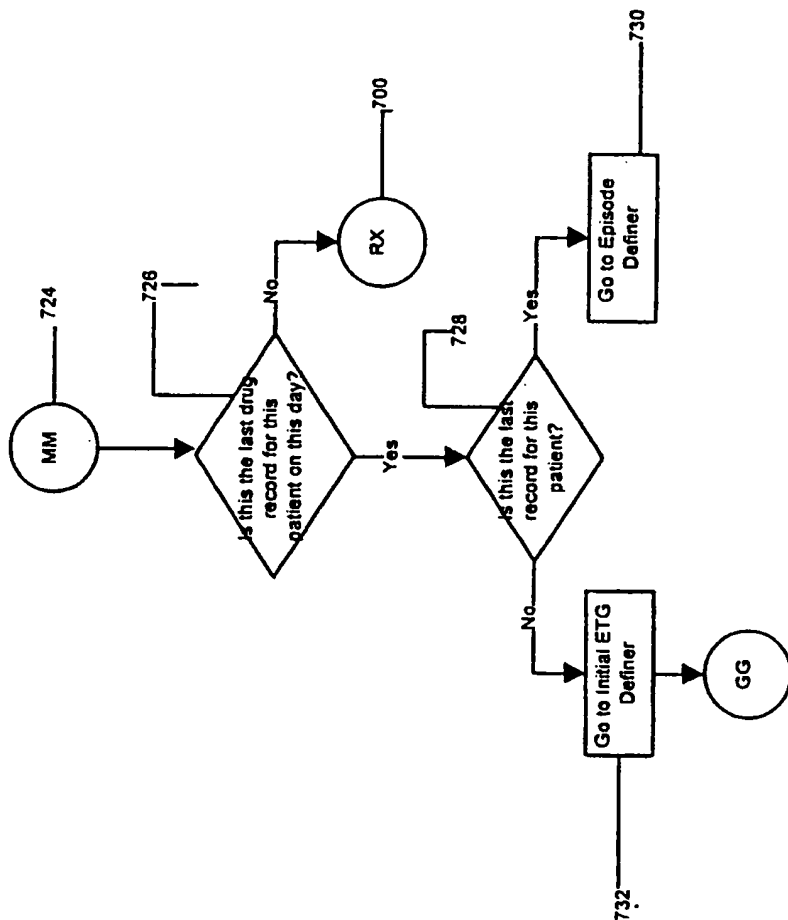 MM
724
726
Is this the last drug
record for this
patient on this day?
No
RX
700
Yes
728
Is this the last
record for this
patient?
No
Yes
Go to Initial ETG
Definer
732
Go to Episode
Definer
730
GG